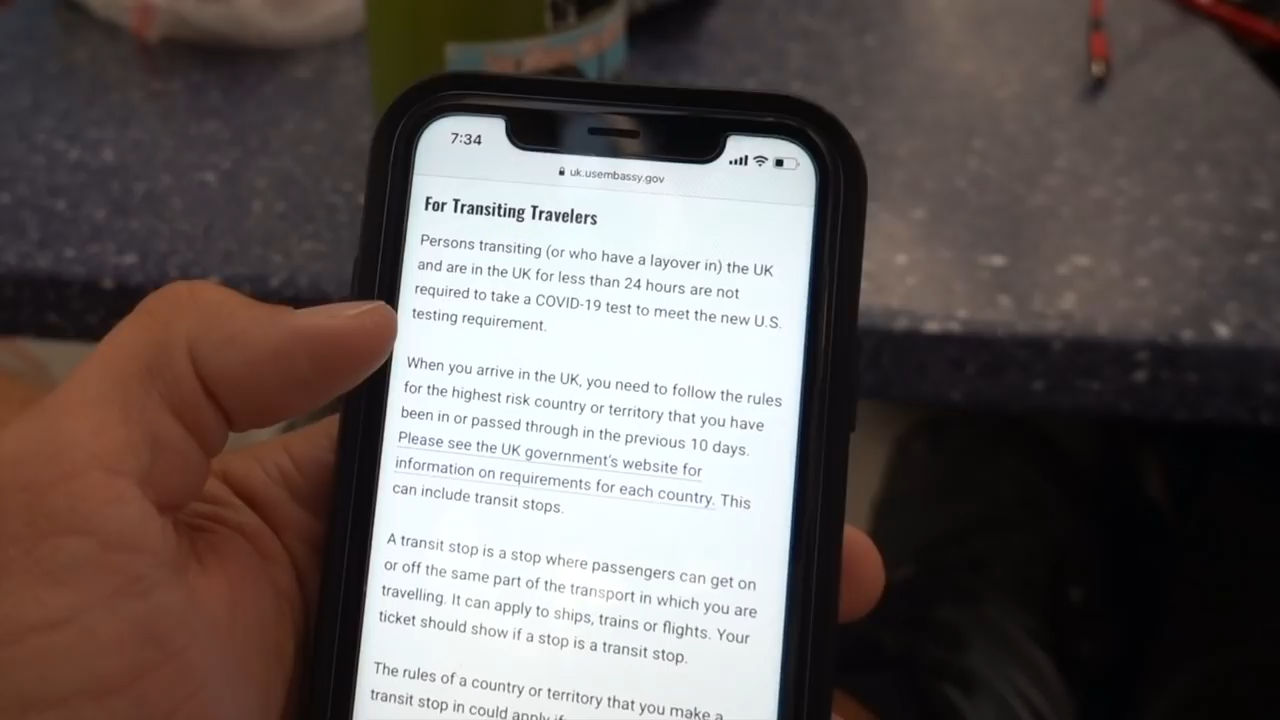 7:34
uk.usembassy.gov
For Transiting Travelers
Persons transiting (or who have a layover in) the UK
and are in the UK for less than 24 hours are not
required to take a COVID-19 test to meet the new U.S.
testing requirement.
When you arrive in the UK, you need to follow the rules
for the highest risk country or territory that you have
been in or passed through in the previous 10 days.
Please see the UK government's website for
information on requirements for each country. This
can include transit stops.
A transit stop is a stop where passengers can get on
or off the same part of the transport in which you are
travelling. It can apply to ships, trains or flights. Your
ticket should show if a stop is a transit stop.
The rules of a country or territory that you make a
transit stop in could apply